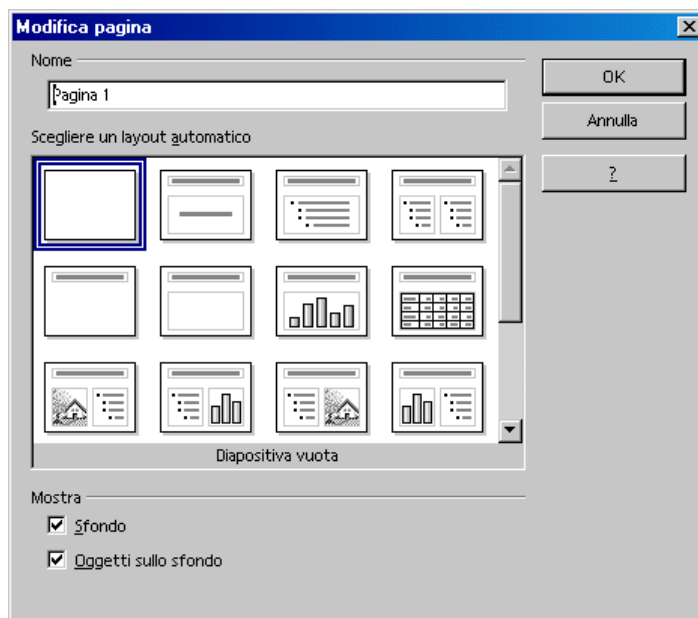 Modifica pagina
Nome
Pagina 1
Scegliere un layout automatico
Diapositiva vuota
Mostra
Sfondo
Oggetti sullo sfondo
OK
Annulla
?